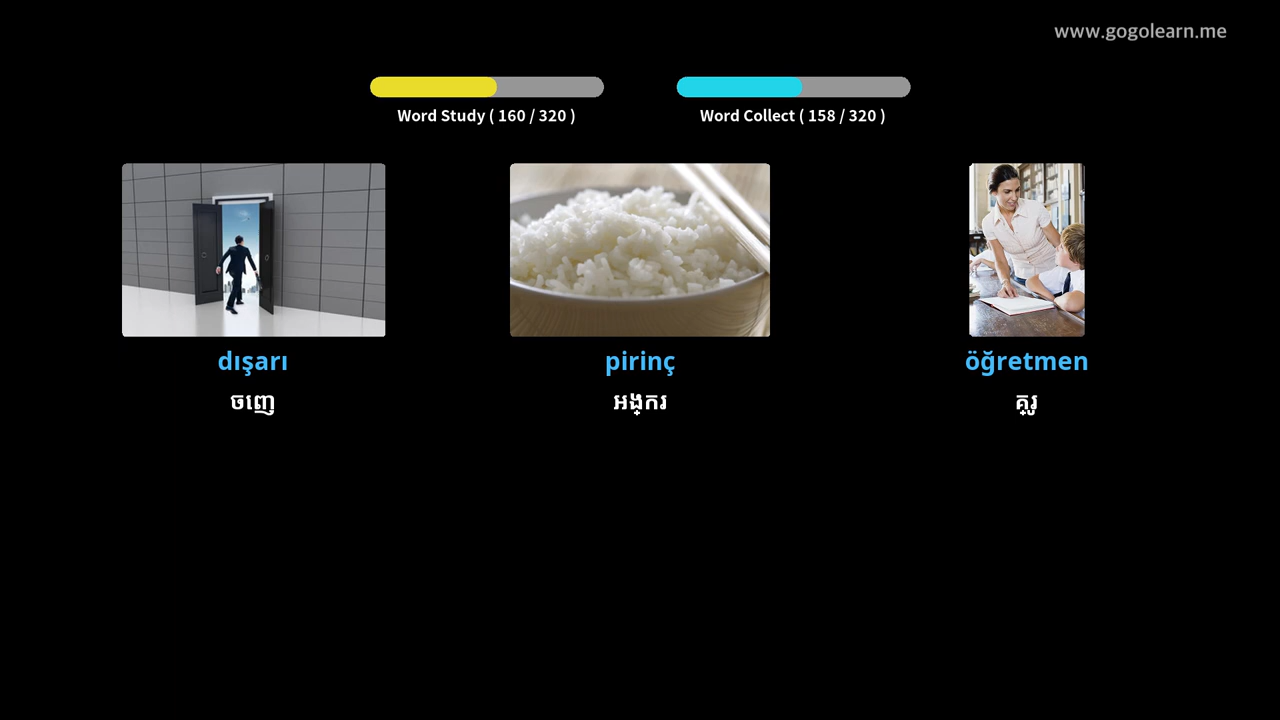 www.gogolearn.me
Word Study ( 160 / 320 )
Word Collect ( 158 / 320 )
dışarı
ចញេ
pirinç
អង្ករ
öğretmen
គ្រូ